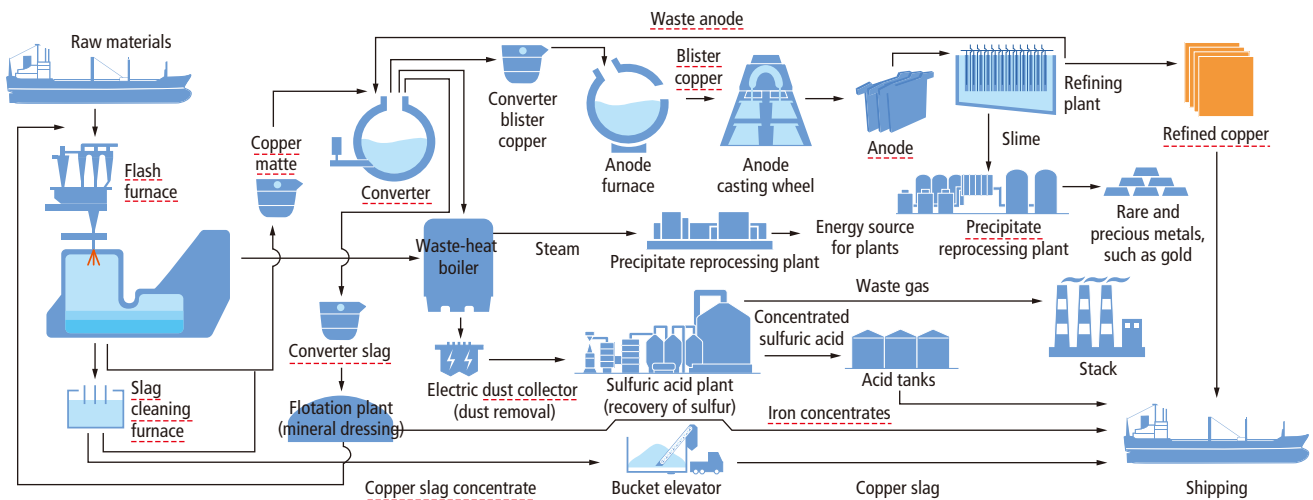 Waste anode
Raw materials
Blister
copper
Converter
blister
copper
Refining
plant
Copper
matte
Refined copper
Flash
furnace
Anode
Slime
Converter
Anode
furnace
Anode
casting wheel
Waste-heat
boiler
Steam
Precipitate reprocessing plant
Energy source
for plants
Precipitate
reprocessing plant
Rare and
precious metals,
such as gold
Waste gas
Concentrated
sulfuric acid
Converter slag
Electric dust collector
(dust removal)
Sulfuric acid plant
(recovery of sulfur)
Acid tanks
Stack
Slag
cleaning
furnace
Flotation plant
(mineral dressing)
Iron concentrates
Copper slag concentrate
Bucket elevator
Copper slag
Shipping